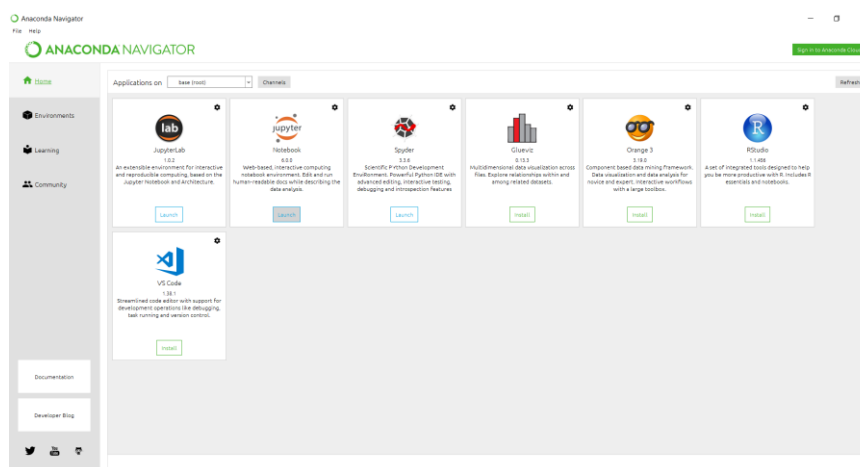 Anaconda Navigator
File Help
ANACONDA NAVIGATOR
Sign in to Anaconda Clou
Home
Environments
Learning
Community
Documentation
Developer Blog
You
Tube
Applications on
base (root)
Channels
Refresh
lab
JupyterLab
1.0.2
An extensible environment for interactive
and reproducible computing, based on the
Jupyter Notebook and Architecture.
Launch
jupyter
Notebook
6.0.0
Web-based, interactive computing
notebook environment. Edit and run
human-readable docs while describing the
data analysis.
Launch
Spyder
3.3.6
Scientific PYthon Development
EnviRonment. Powerful Python IDE with
advanced editing, interactive testing,
debugging and introspection features
Launch
Glueviz
0.13.3
Multidimensional data visualization across
files. Explore relationships within and
among related datasets.
Install
Orange 3
3.19.0
Component based data mining framework.
Data visualization and data analysis for
novice and expert. Interactive workflows
with a large toolbox.
Install
R
RStudio
1.1.456
A set of integrated tools designed to help
you be more productive with R. Includes R
essentials and notebooks.
Install
VS Code
1.38.1
Streamlined code editor with support for
development operations like debugging,
task running and version control.
Install